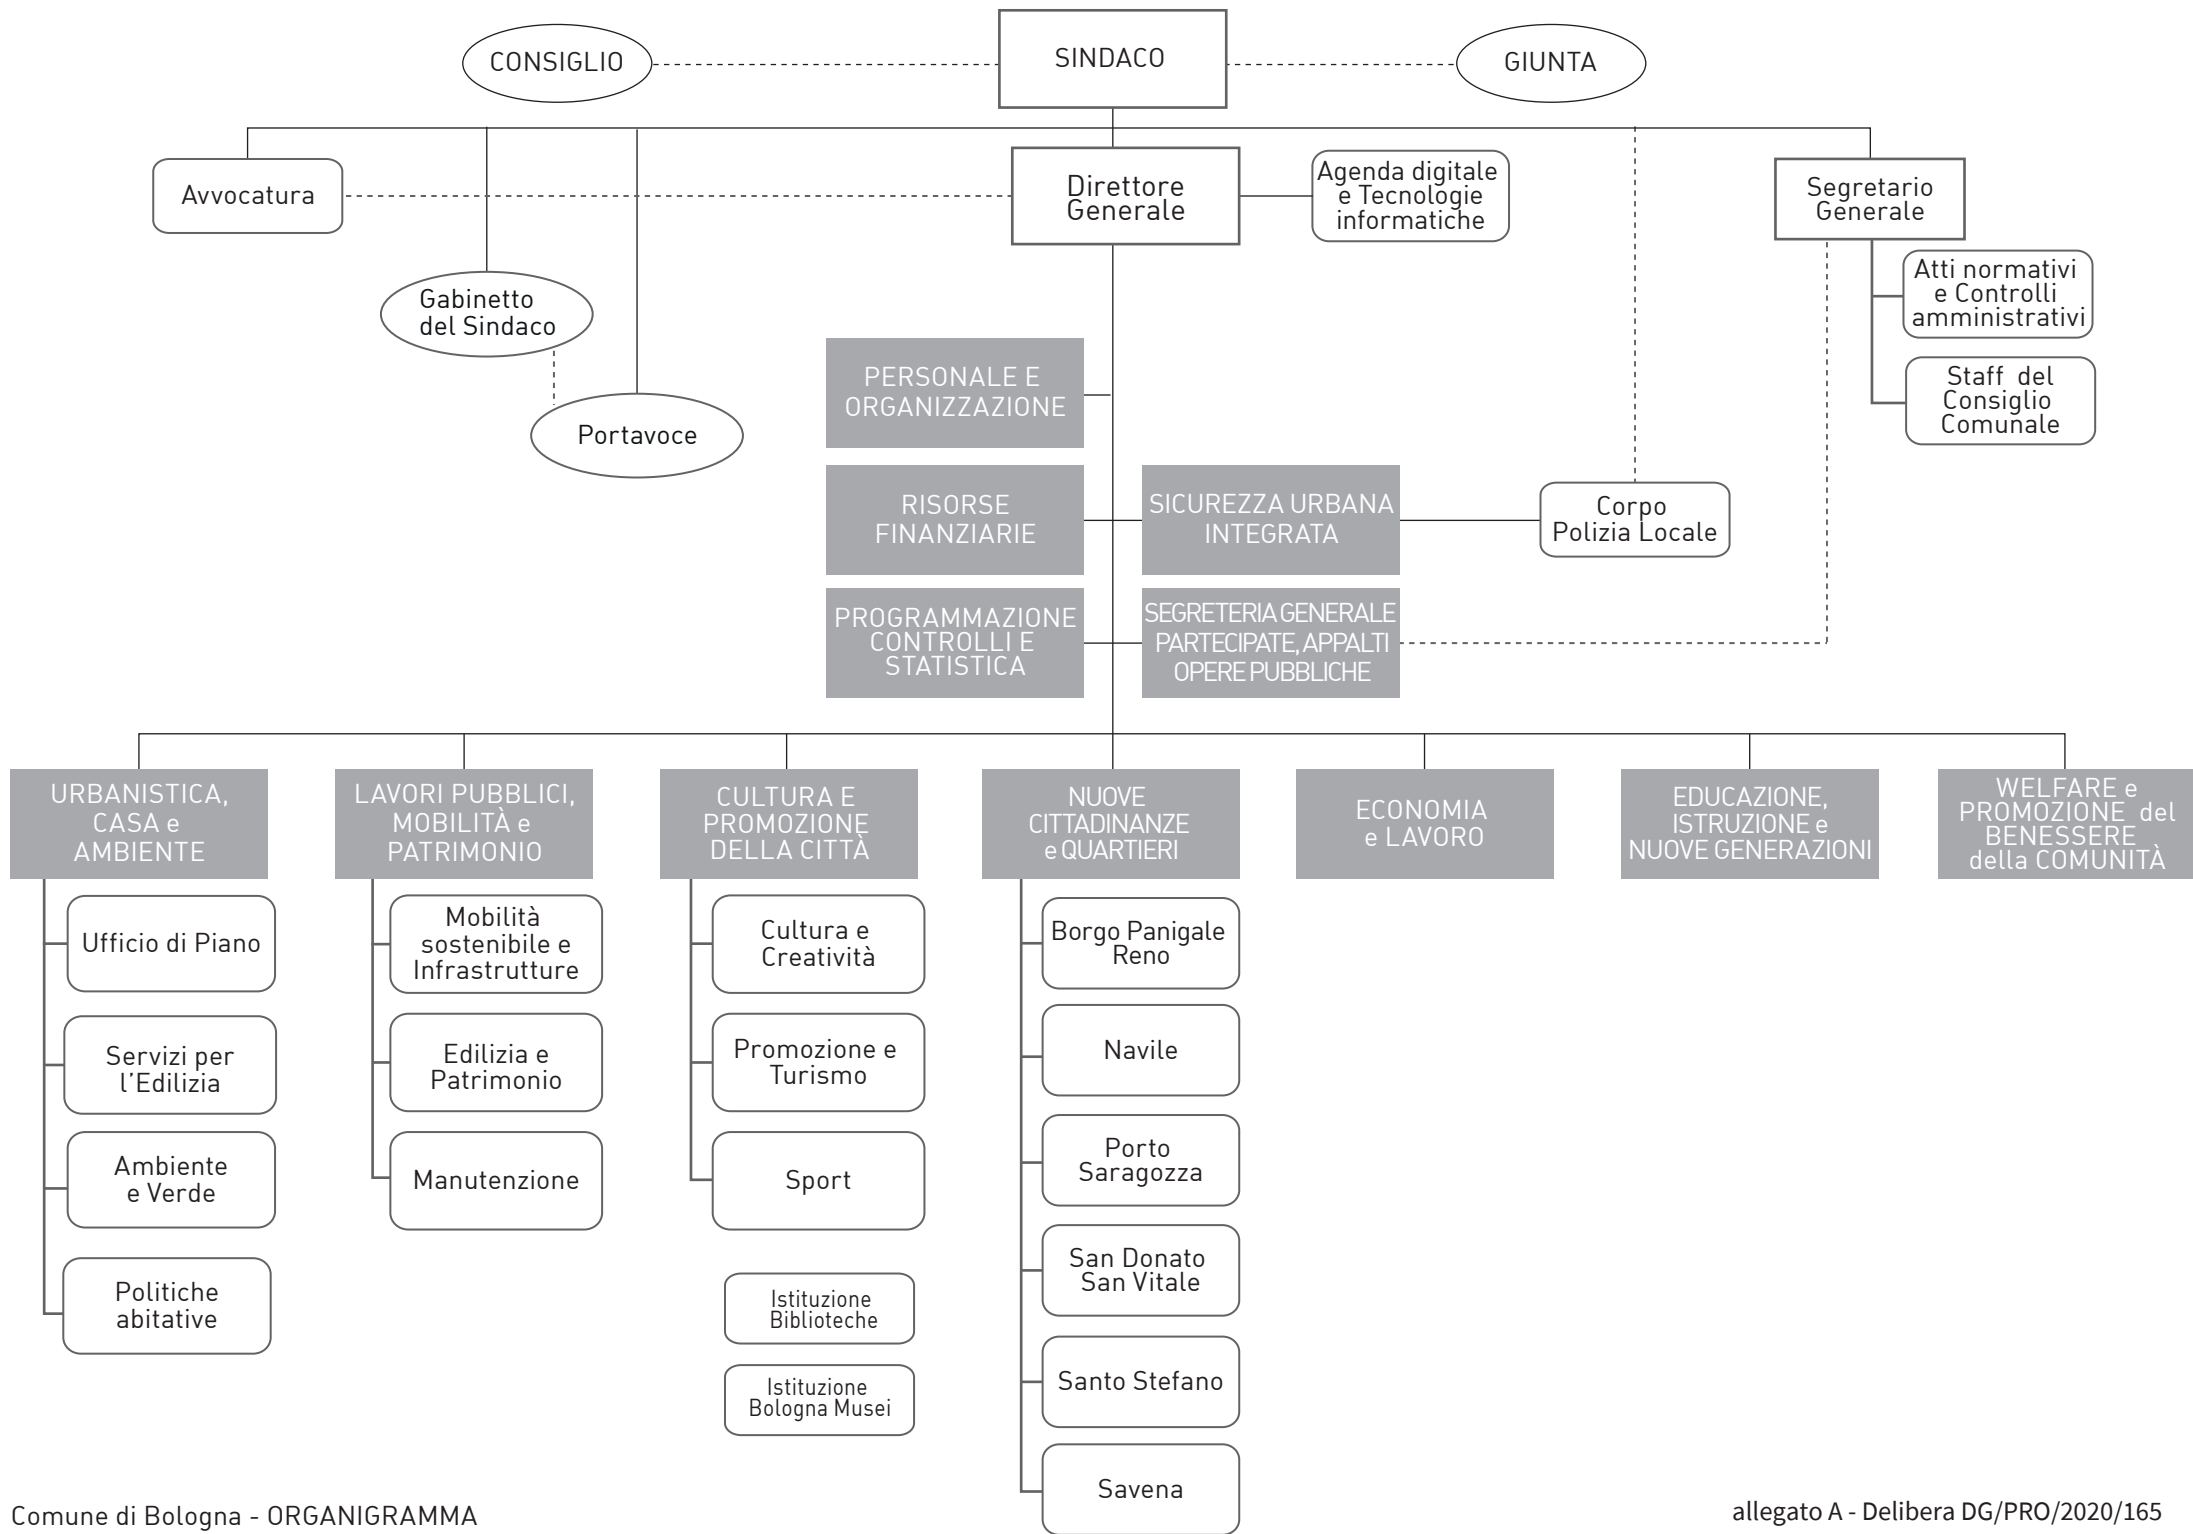 CONSIGLIO
SINDACO
GIUNTA
Avvocatura
Direttore
Generale
Agenda digitale
e Tecnologie
informatiche
Segretario
Generale
Gabinetto
del Sindaco
Atti normativi
e Controlli
amministrativi
Portavoce
Staff del
Consiglio
Comunale
PERSONALE E
ORGANIZZAZIONE
RISORSE
FINANZIARIE
SICUREZZA URBANA
INTEGRATA
Corpo
Polizia Locale
PROGRAMMAZIONE
CONTROLLI E
STATISTICA
SEGRETERIA GENERALE
PARTECIPATE, APPALTI
OPERE PUBBLICHE
URBANISTICA,
CASA e
AMBIENTE
LAVORI PUBBLICI,
MOBILITÀ e
PATRIMONIO
CULTURA E
PROMOZIONE
DELLA CITTÀ
NUOVE
CITTADINANZE
e QUARTIERI
ECONOMIA
e LAVORO
EDUCAZIONE,
ISTRUZIONE e
NUOVE GENERAZIONI
WELFARE e
PROMOZIONE del
BENESSERE
della COMUNITÀ
Ufficio di Piano
Servizi per
l'Edilizia
Ambiente
e Verde
Politiche
abitative
Mobilità
sostenibile e
Infrastrutture
Edilizia e
Patrimonio
Manutenzione
Cultura e
Creatività
Promozione e
Turismo
Sport
Istituzione
Biblioteche
Istituzione
Bologna Musei
Borgo Panigale
Reno
Navile
Porto
Saragozza
San Donato
San Vitale
Santo Stefano
Savena
Comune di Bologna - ORGANIGRAMMA
allegato A - Delibera DG/PRO/2020/165